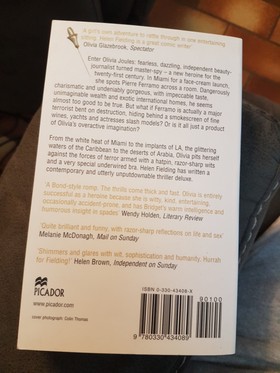 'A girl's own adventure to rattle through in one entertaining
sitting. Helen Fielding is a great comic writer'
Olivia Glazebrook, Spectator
Enter Olivia Joules: fearless, dazzling, independent beauty-
journalist turned master-spy – a new heroine for the
twenty-first century. In Miami for a face-cream launch,
she spots Pierre Ferramo across a room. Dangerously
charismatic and undeniably gorgeous, with impeccable taste,
unimaginable wealth and exotic international homes, he seems
almost too good to be true. But what if Ferramo is actually a major
terrorist bent on destruction, hiding behind a smokescreen of fine
wines, yachts and actresses slash models? Or is it all a product
of Olivia's overactive imagination?
From the white heat of Miami to the implants of LA, the glittering
waters of the Caribbean to the deserts of Arabia, Olivia pits herself
against the forces of terror armed with a hatpin, razor-sharp wits
and a very special underwired bra. Helen Fielding has written a
contemporary and utterly unputdownable thriller deluxe.
'A Bond-style romp. The thrills come thick and fast. Olivia is entirely
successful as a heroine because she is witty, kind, entertaining,
occasionally accident-prone, and has Bridget's warm intelligence and
humorous insight in spades' Wendy Holden, Literary Review
'Quite brilliant and funny, with razor-sharp reflections on life and sex'
Melanie McDonagh, Mail on Sunday
'Shimmers and glares with wit, sophistication and humanity. Hurrah
for Fielding!' Helen Brown, Independent on Sunday
PICADOR
www.picador.com
cover photograph: Colin Thomas
ISBN 0-330-43408-X
90100
9 780330 434089